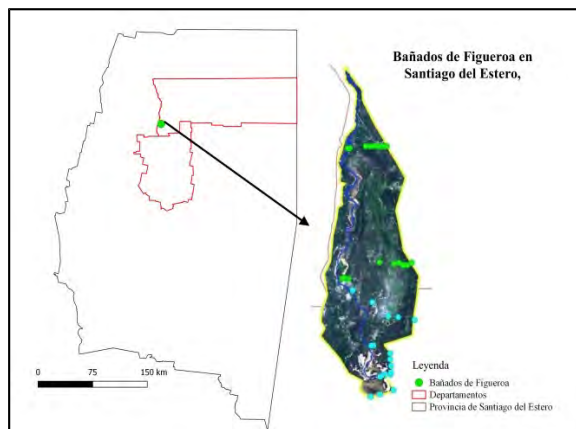 Bañados de Figueroa en
Santiago del Estero,
Leyenda
Bañados de Figueroa
Departamentos
Provincia de Santiago del Estero
0 75 150 km